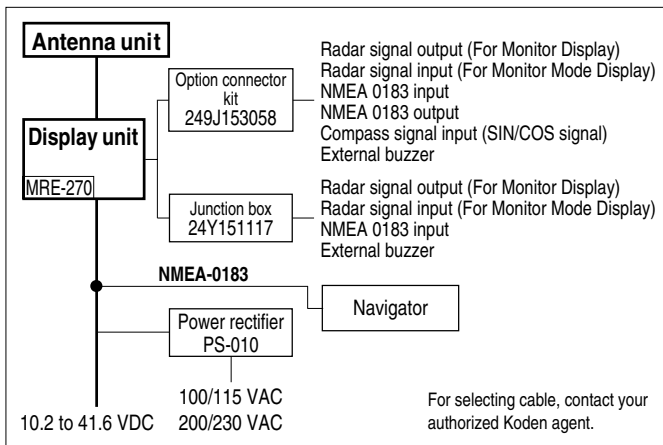 Antenna unit
Display unit
MRE-270
Option connector
kit
249J153058
Radar signal output (For Monitor Display)
Radar signal input (For Monitor Mode Display)
NMEA 0183 input
NMEA 0183 output
Compass signal input (SIN/COS signal)
External buzzer
Junction box
24Y151117
Radar signal output (For Monitor Display)
Radar signal input (For Monitor Mode Display)
NMEA 0183 input
External buzzer
NMEA-0183
Navigator
Power rectifier
PS-010
100/115 VAC
200/230 VAC
10.2 to 41.6 VDC
For selecting cable, contact your
authorized Koden agent.